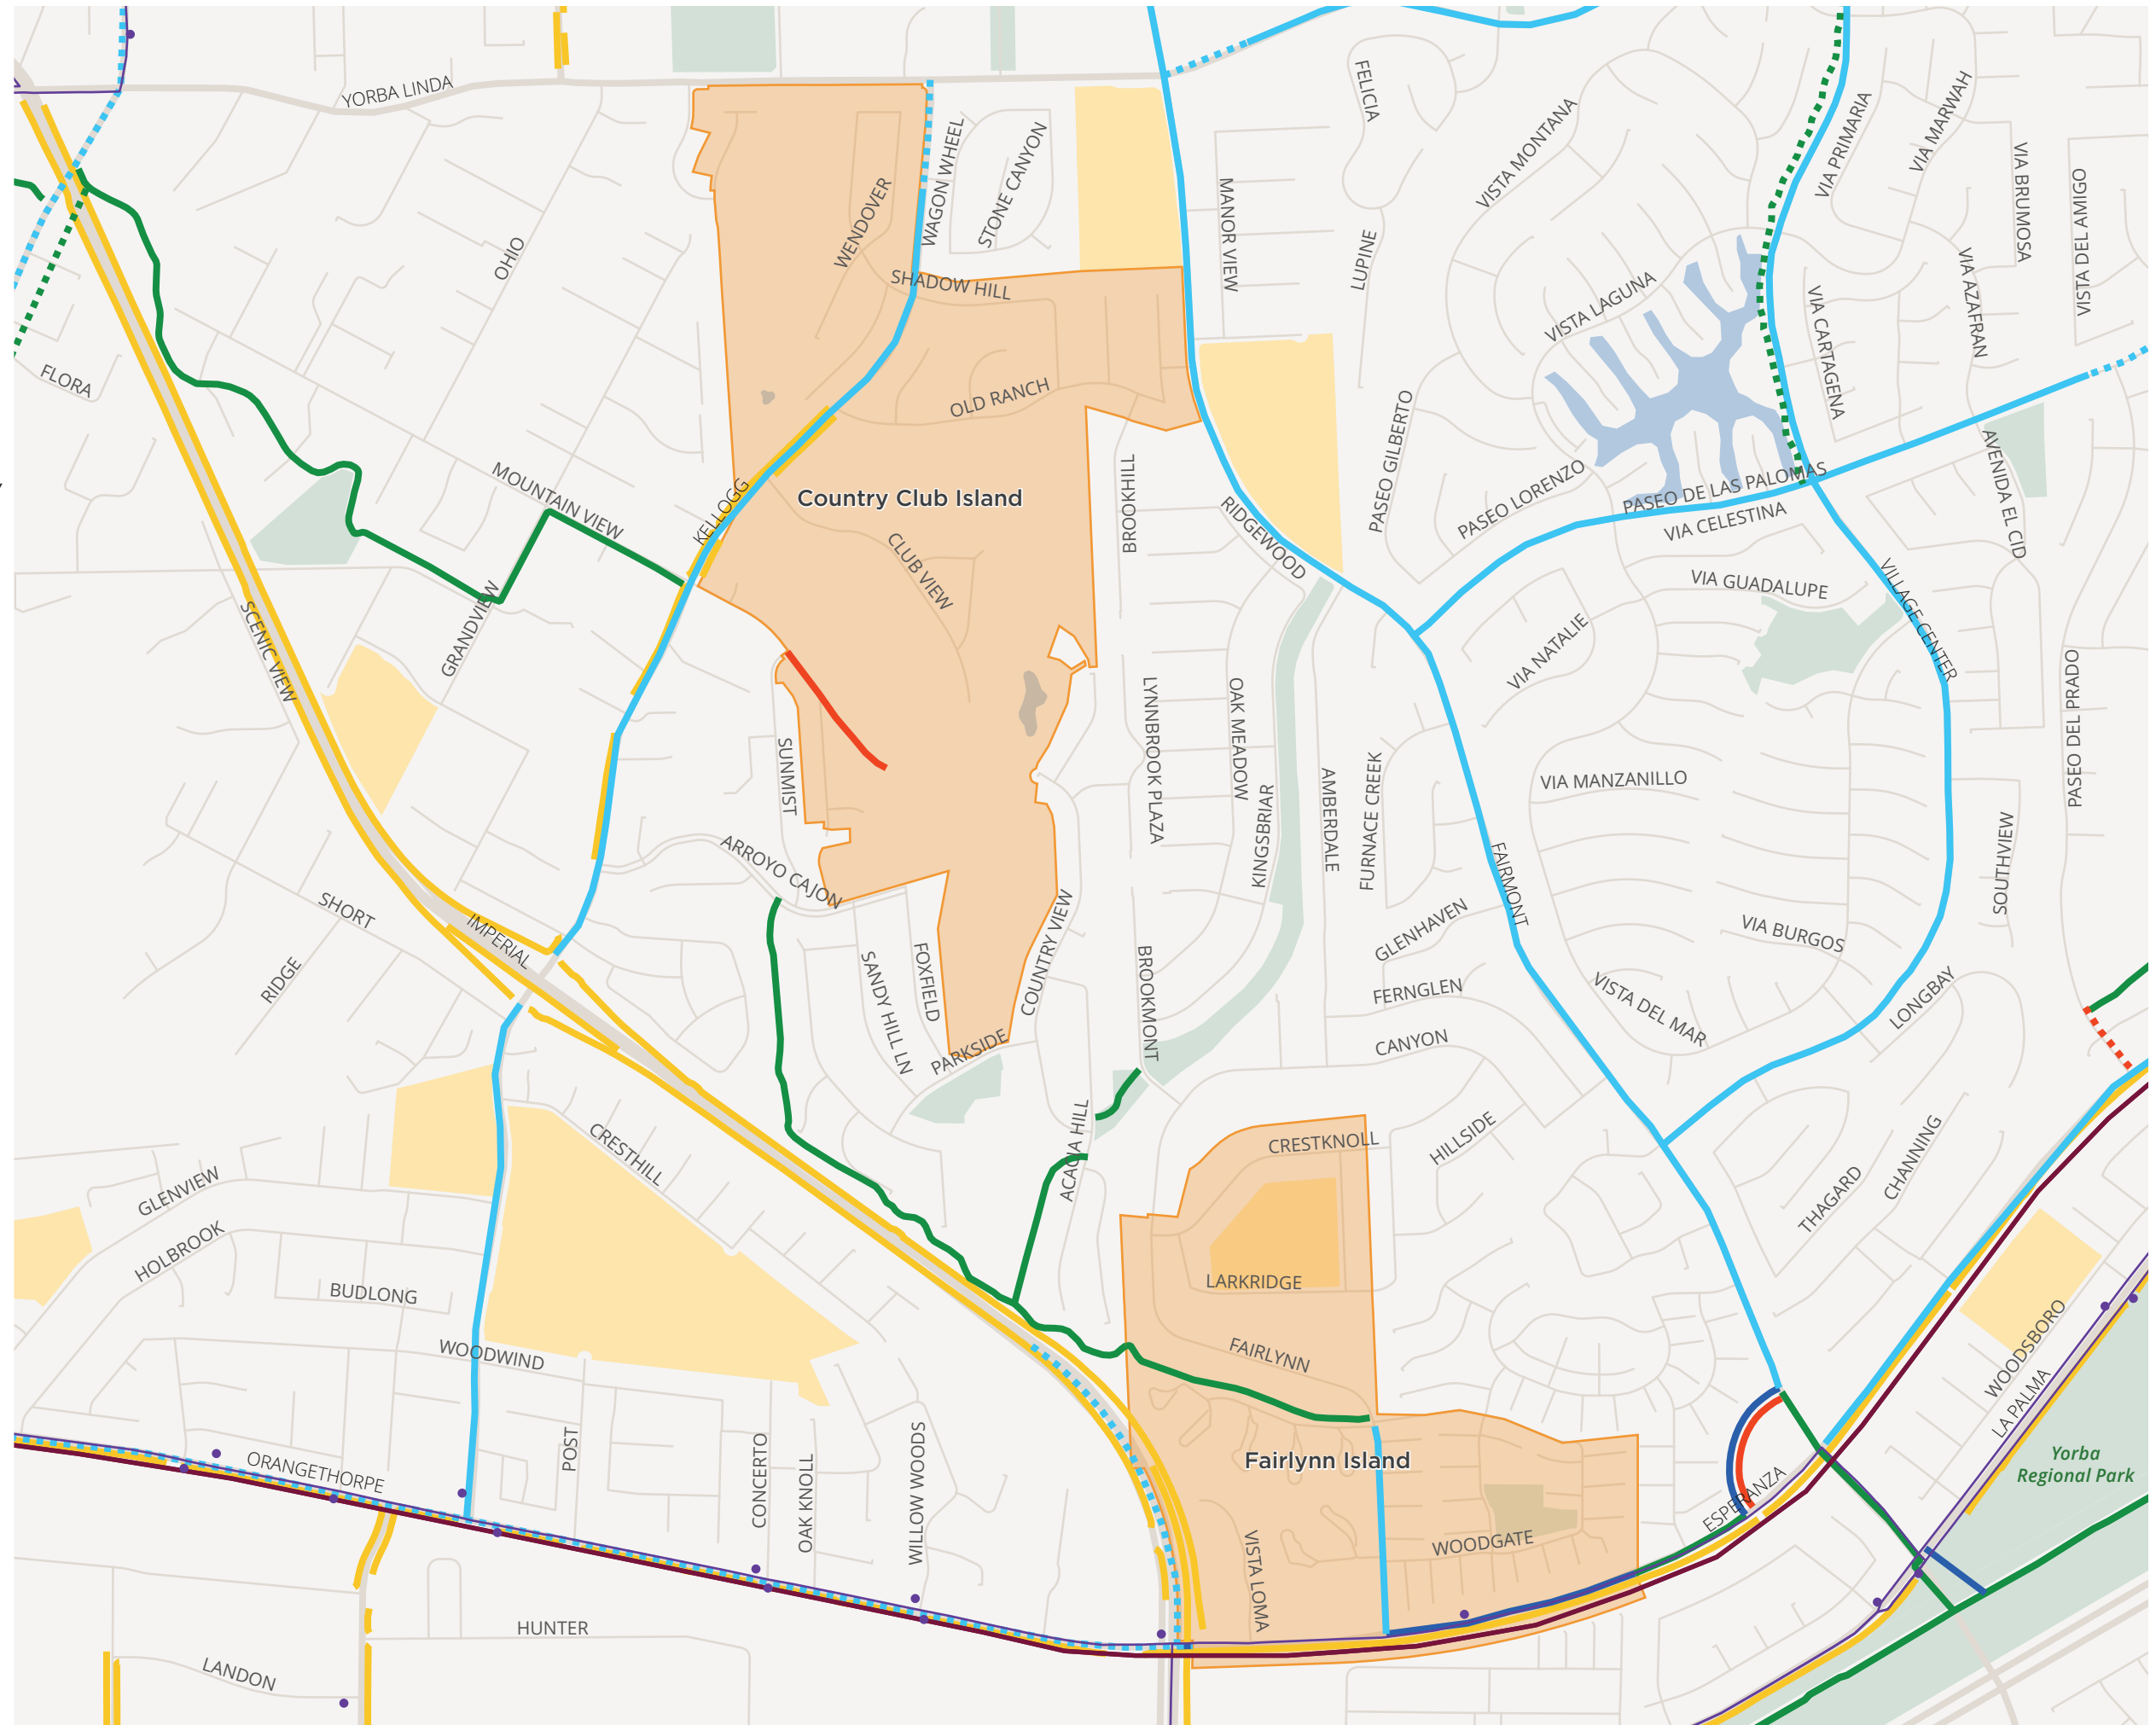 YORBA LINDA
FELICIA
VISTA MONTANA
VIA PRIMARIA
VIA MARWAH
VIA BRUMOSA
VISTA DEL AMIGO
WAGON WHEEL
STONE CANYON
WENDOVER
MANOR VIEW
OHIO
LUPINE
SHADOW HILL
VISTA LAGUNA
VIA CARTAGENA
VIA AZAFRAN
FLORA
OLD RANCH
PASEO GILBERTO
MOUNTAIN VIEW
KELLOGG
Country Club Island
BROOKHILL
RIDGEWOOD
PASEO LORENZO
PASEO DE LAS PALOMAS
VIA CELESTINA
AVENIDA EL CID
CLUB VIEW
VIA GUADALUPE
VILLAGE CENTER
SCENIC VIEW
GRANDVIEW
VIA NATALIE
PASEO DEL PRADO
SUNMIST
LYNNBROOK PLAZA
OAK MEADOW
KINGSBRIAR
AMBERDALE
FURNACE CREEK
VIA MANZANILLO
ARROYO CAJON
FAIRMONT
SOUTHVIEW
SHORT
IMPERIAL
RIDGE
SANDY HILL LN
FOXFIELD
COUNTRY VIEW
BROOKMONT
GLENHAVEN
VIA BURGOS
FERNGLEN
VISTA DEL MAR
LONGBAY
PARKSIDE
CANYON
CRESTHILL
ACACIA HILL
CRESTKNOLL
HILLSIDE
CHANNING
THAGARD
GLENVIEW
HOLBROOK
BUDLONG
LARKRIDGE
WOODWIND
FAIRLYNN
WOODSBORO
LA PALMA
ORANGETHORPE
POST
CONCERTO
OAK KNOLL
WILLOW WOODS
Fairlynn Island
ESPERANZA
Yorba
Regional Park
VISTA LOMA
WOODGATE
HUNTER
LANDON